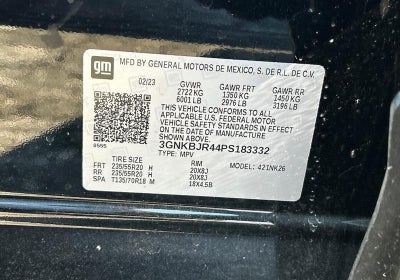 gm
MFD BY GENERAL MOTORS DE MEXICO, S. DE R.L. DE C.V.
02/23 GVWR GAWR FRT GAWR RR
2722 KG 1350 KG 1450 KG
6001 LB 2976 LB 3196 LB
THIS VEHICLE CONFORMS TO ALL
APPLICABLE U.S. FEDERAL MOTOR
VEHICLE SAFETY STANDARDS IN EFFECT
ON THE DATE OF MANUFACTURE
SHOWN ABOVE.
3GNKBJR44PS183332
TYPE: MPV MODEL: 421NK26
TIRE SIZE RIM
FRT 235/55R20 H 20X8J
RR 235/55R20 H 20X8J
SPA T135/70R18 M 18X4.5B